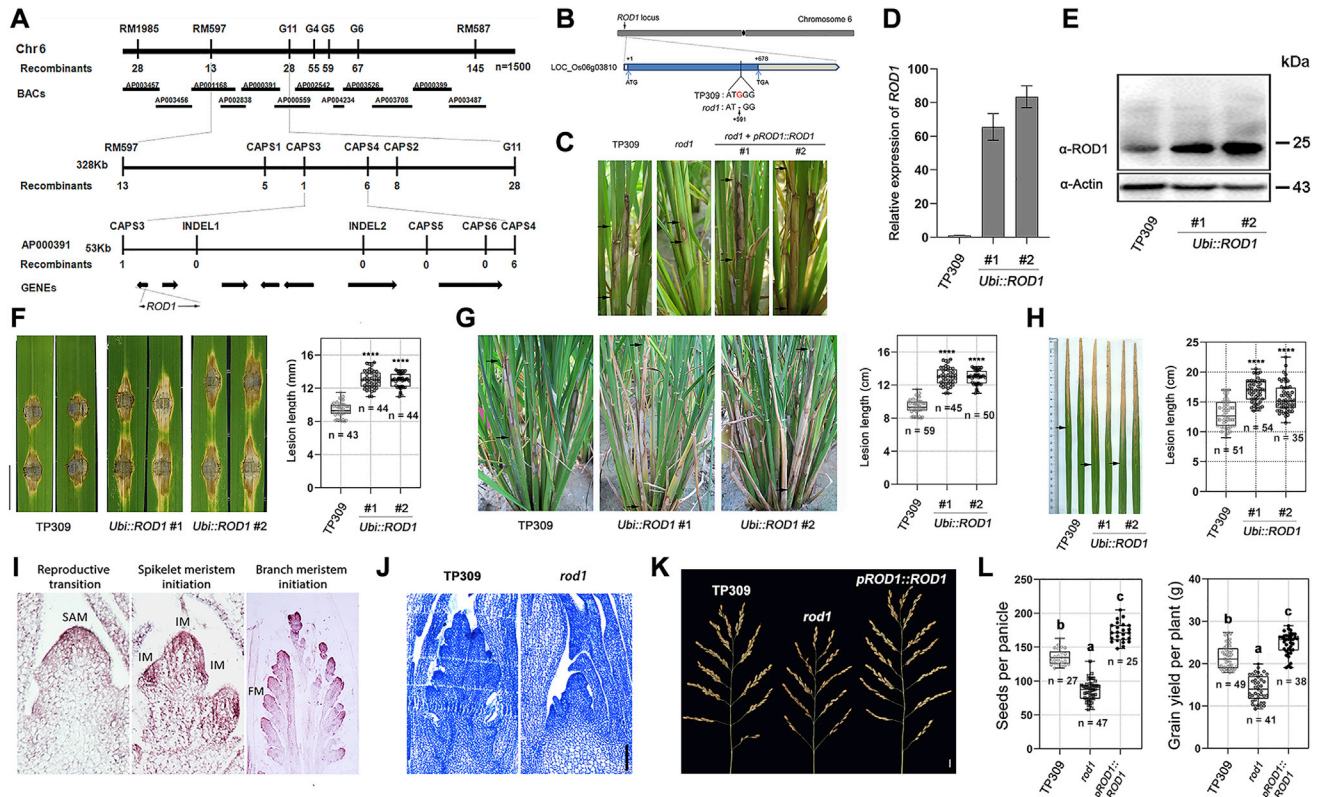 A
RM1985 RM597 G11 G4 G5 G6 RM587
Chr6
Recombinants 28 13 28 55 59 67 145 n=1500
BACs AP003457 AP001168 AP000391 AP002542 AP003526 AP000399
AP003456 AP002838 AP000559 AP004234 AP003708 AP003487
RM597 CAPS1 CAPS3 CAPS4 CAPS2 G11
328Kb
Recombinants
13 5 1 6 8 28
CAPS3 INDEL1 INDEL2 CAPS5 CAPS6 CAPS4
AP000391 53Kb
Recombinants
1 0 0 0 0 6
GENEs
ROD1
B
ROD1 locus Chromosome 6
+1 +678
LOC_Os06g03810
ATG TGA
TP309 : ATGGG
rod1 : AT - GG
+591
C
TP309 rod1 rod1 + pROD1::ROD1
#1 #2
D
Relative expression of ROD1
100
80
60
40
20
0
TP309 #1 #2
Ubi::ROD1
E
kDa
α-ROD1 25
α-Actin 43
TP309 #1 #2
Ubi::ROD1
F
TP309 Ubi::ROD1 #1 Ubi::ROD1 #2
Lesion length (mm)
16
12
8
4
0
**** ****
n = 44 n = 44
n = 43
TP309 #1 #2
Ubi::ROD1
G
TP309 Ubi::ROD1 #1 Ubi::ROD1 #2
Lesion length (cm)
16
12
8
4
0
**** ****
n = 45 n = 50
n = 59
TP309 #1 #2
Ubi::ROD1
H
TP309 #1 #2
Ubi::ROD1
Lesion length (cm)
25
20
15
10
5
0
**** ****
n = 54 n = 35
n = 51
TP309 #1 #2
Ubi::ROD1
I
Reproductive transition
Spikelet meristem initiation
Branch meristem initiation
SAM
IM
IM
IM
FM
J
TP309 rod1
K
TP309
rod1
pROD1::ROD1
L
Seeds per panicle
250
200
150
100
50
0
b a c
n = 27
n = 47
n = 25
TP309 rod1 pROD1::ROD1
Grain yield per plant (g)
40
30
20
10
0
b a c
n = 49
n = 41
n = 38
TP309 rod1 pROD1::ROD1